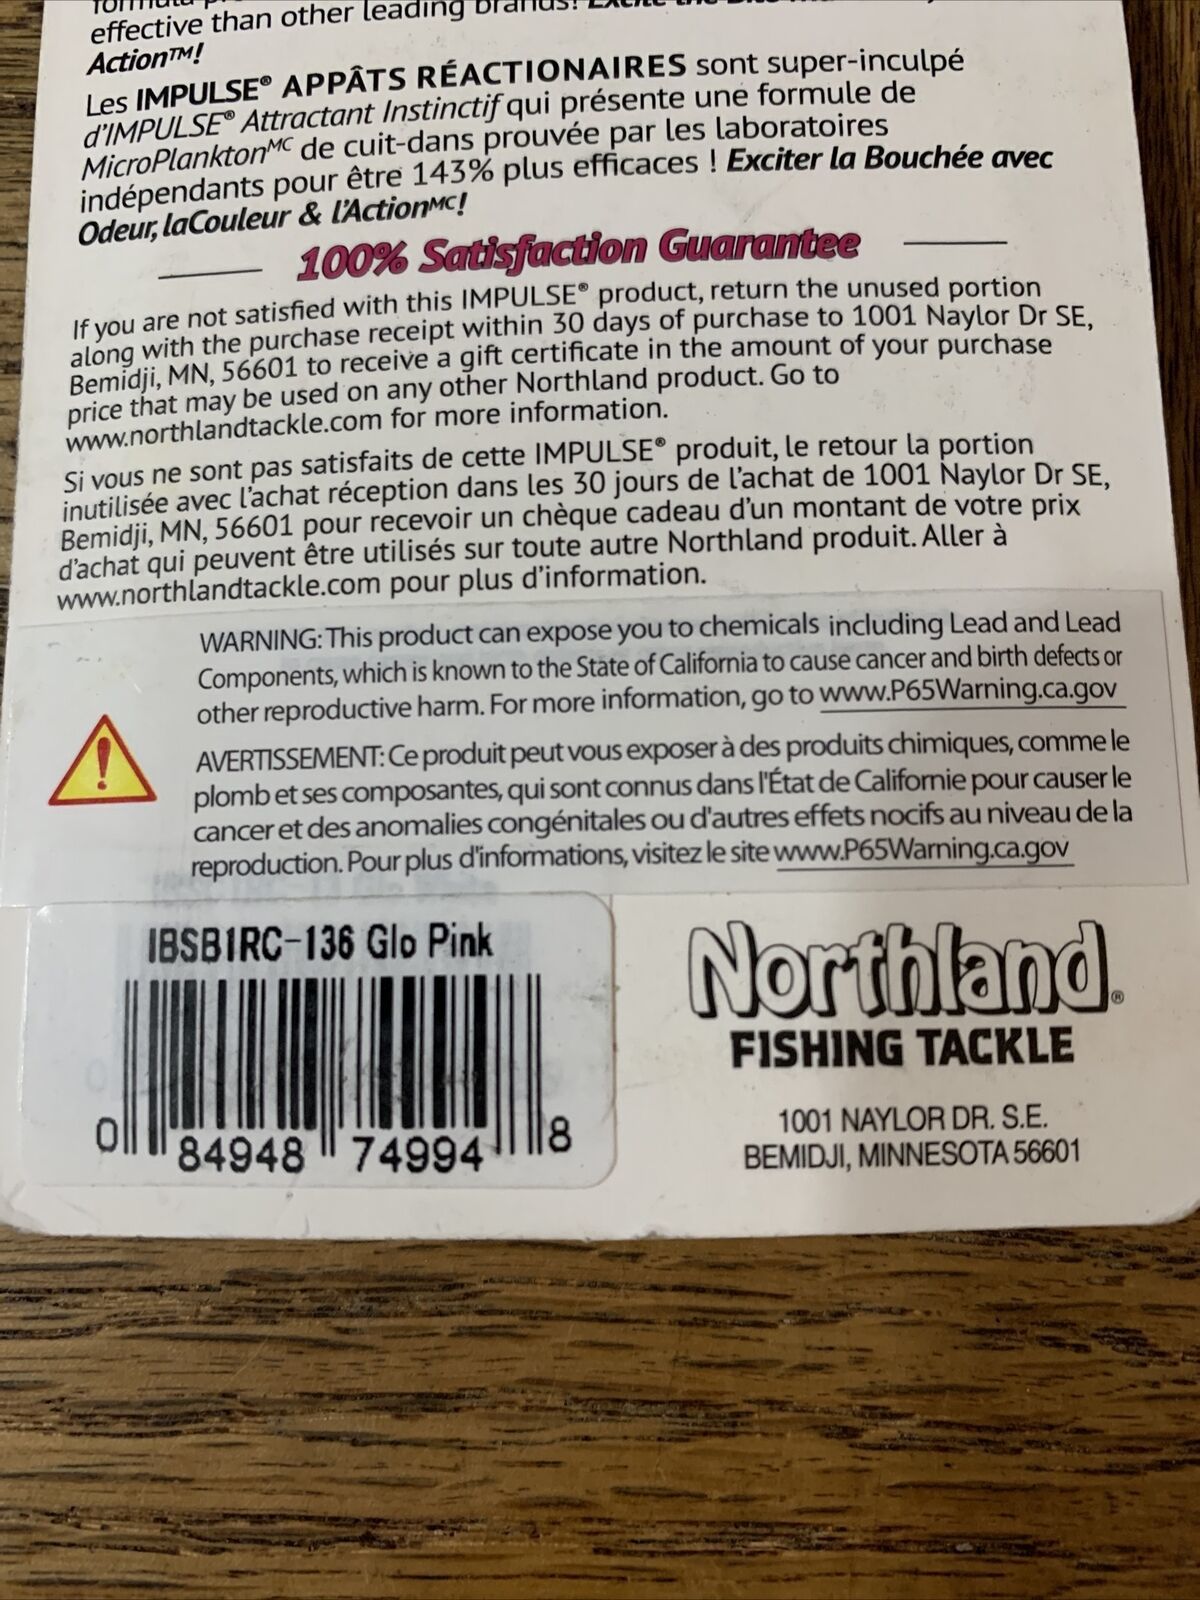 effective than other leading brands! Excite the Bite
Action™!
Les IMPULSE® APPÂTS RÉACTIONAIRES sont super-inculpé
d'IMPULSE® Attractant Instinctif qui présente une formule de
MicroPlankton^MC de cuit-dans prouvée par les laboratoires
indépendants pour être 143% plus efficaces ! Exciter la Bouchée avec
Odeur, laCouleur & l'Action^MC!
100% Satisfaction Guarantee
If you are not satisfied with this IMPULSE® product, return the unused portion
along with the purchase receipt within 30 days of purchase to 1001 Naylor Dr SE,
Bemidji, MN, 56601 to receive a gift certificate in the amount of your purchase
price that may be used on any other Northland product. Go to
www.northlandtackle.com for more information.
Si vous ne sont pas satisfaits de cette IMPULSE® produit, le retour la portion
inutilisée avec l'achat réception dans les 30 jours de l'achat de 1001 Naylor Dr SE,
Bemidji, MN, 56601 pour recevoir un chèque cadeau d'un montant de votre prix
d'achat qui peuvent être utilisés sur toute autre Northland produit. Aller à
www.northlandtackle.com pour plus d'information.
WARNING: This product can expose you to chemicals including Lead and Lead
Components, which is known to the State of California to cause cancer and birth defects or
other reproductive harm. For more information, go to www.P65Warning.ca.gov
AVERTISSEMENT: Ce produit peut vous exposer à des produits chimiques, comme le
plomb et ses composantes, qui sont connus dans l'État de Californie pour causer le
cancer et des anomalies congénitales ou d'autres effets nocifs au niveau de la
reproduction. Pour plus d'informations, visitez le site www.P65Warning.ca.gov
IBSB1RC-136 Glo Pink
0 84948 74994 8
Northland®
FISHING TACKLE
1001 NAYLOR DR. S.E.
BEMIDJI, MINNESOTA 56601